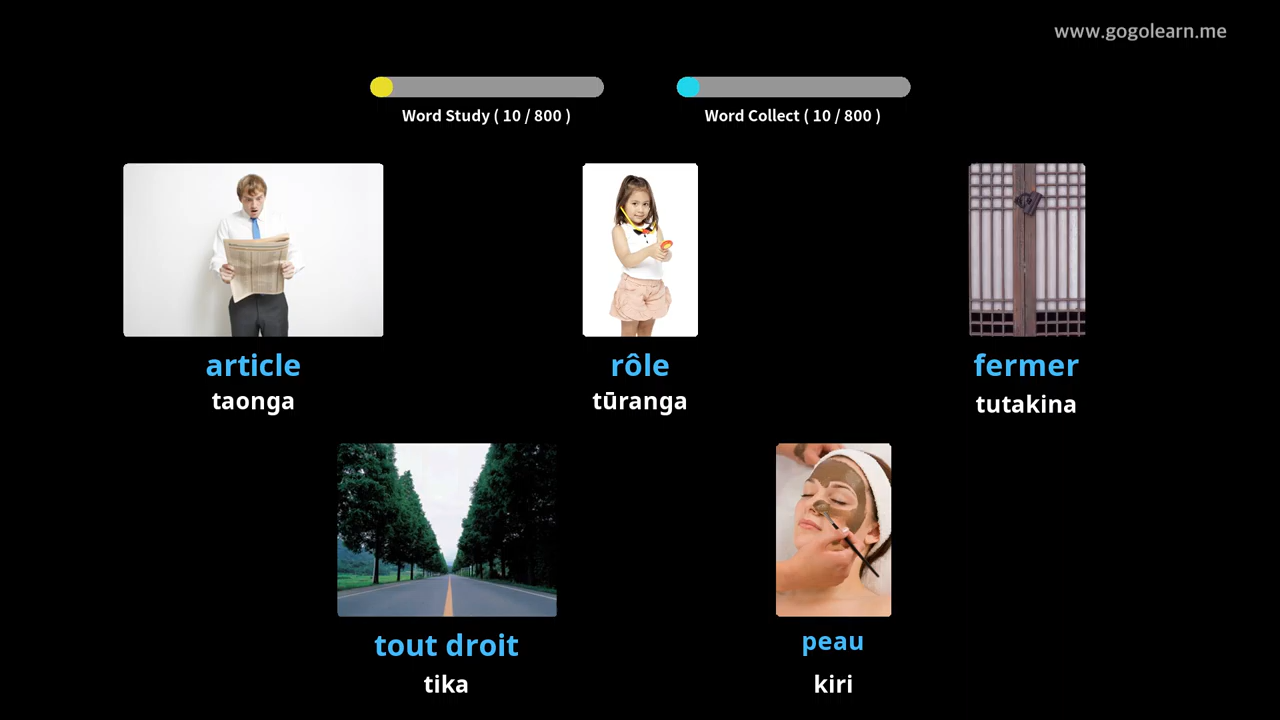 www.gogolearn.me
Word Study ( 10 / 800 )
Word Collect ( 10 / 800 )
article
taonga
rôle
tūranga
fermer
tutakina
tout droit
tika
peau
kiri